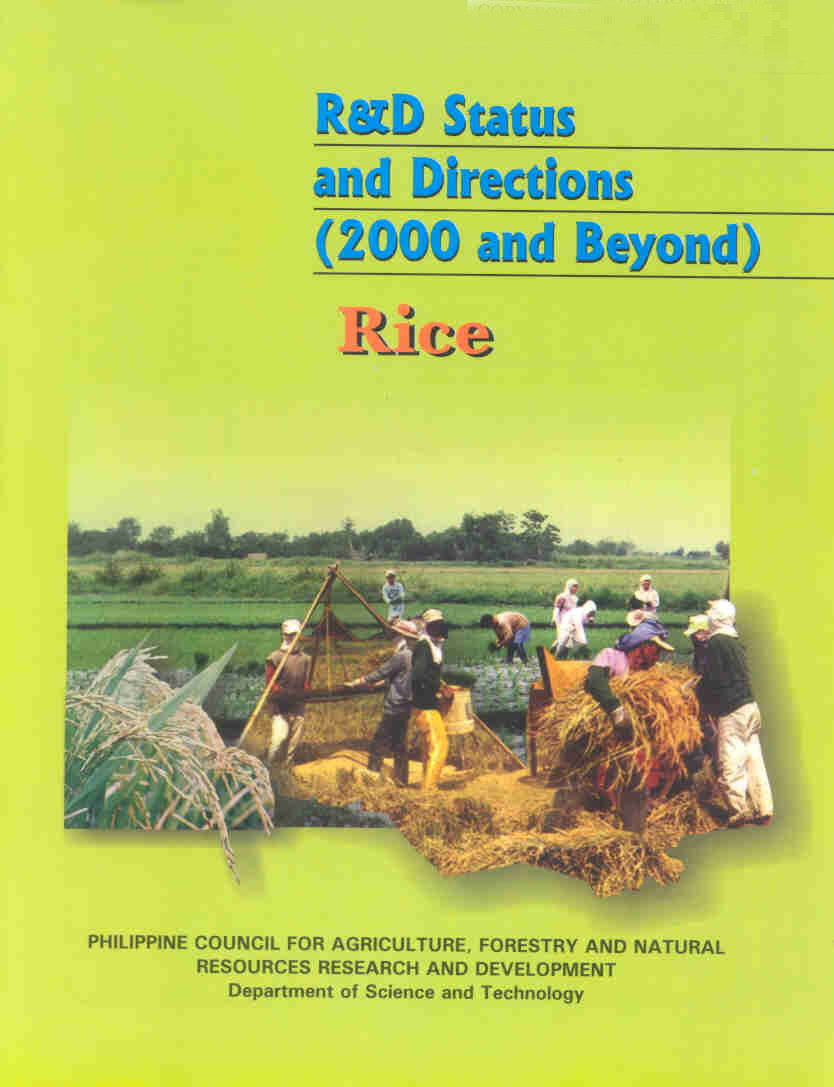 R&D Status
and Directions
(2000 and Beyond)
Rice
PHILIPPINE COUNCIL FOR AGRICULTURE, FORESTRY AND NATURAL
RESOURCES RESEARCH AND DEVELOPMENT
Department of Science and Technology